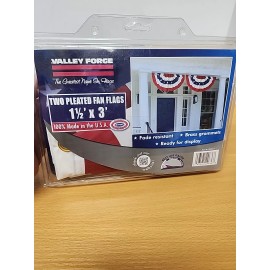 VALLEY FORGE
The Greatest Name On Flags
TWO PLEATED FAN FLAGS
1½' x 3'
100% Made in the U.S.A.
• Fade resistant • Brass grommets
• Ready for display